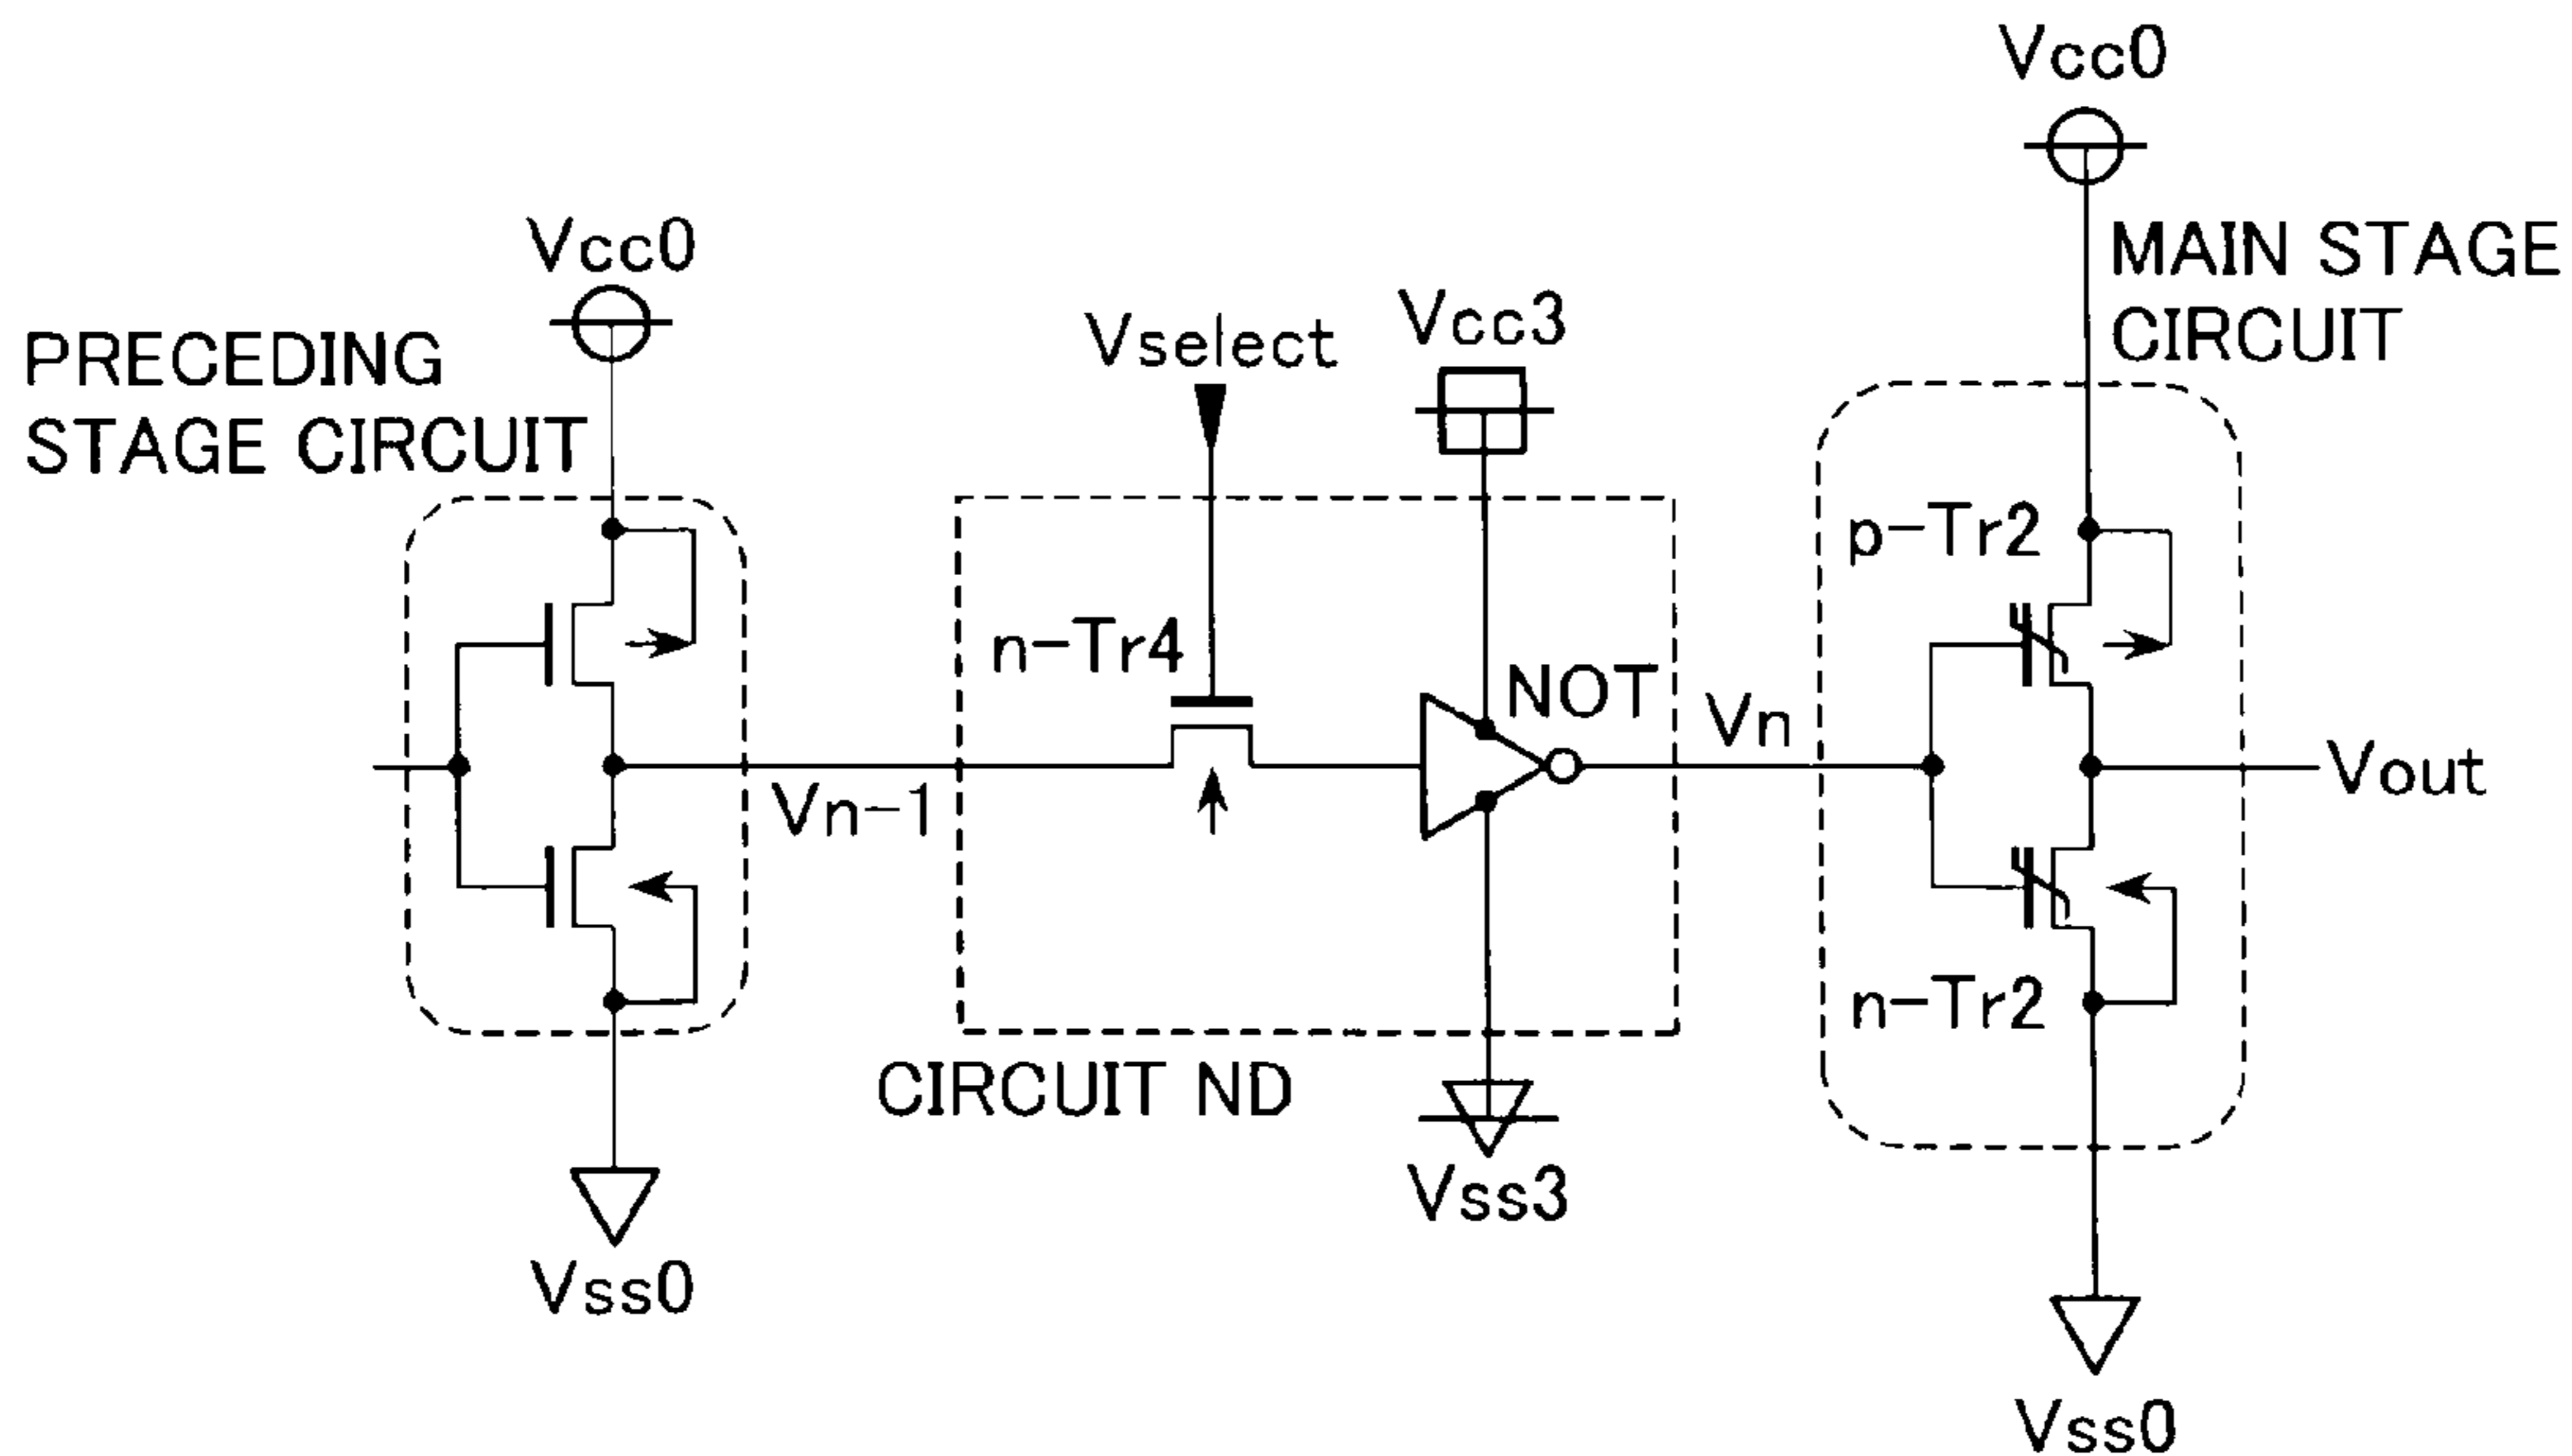 Vcc0
MAIN STAGE
CIRCUIT
Vcc0
PRECEDING
STAGE CIRCUIT
Vselect
Vcc3
p-Tr2
n-Tr4
NOT
Vn
Vn-1
Vout
n-Tr2
CIRCUIT ND
Vss3
Vss0
Vss0